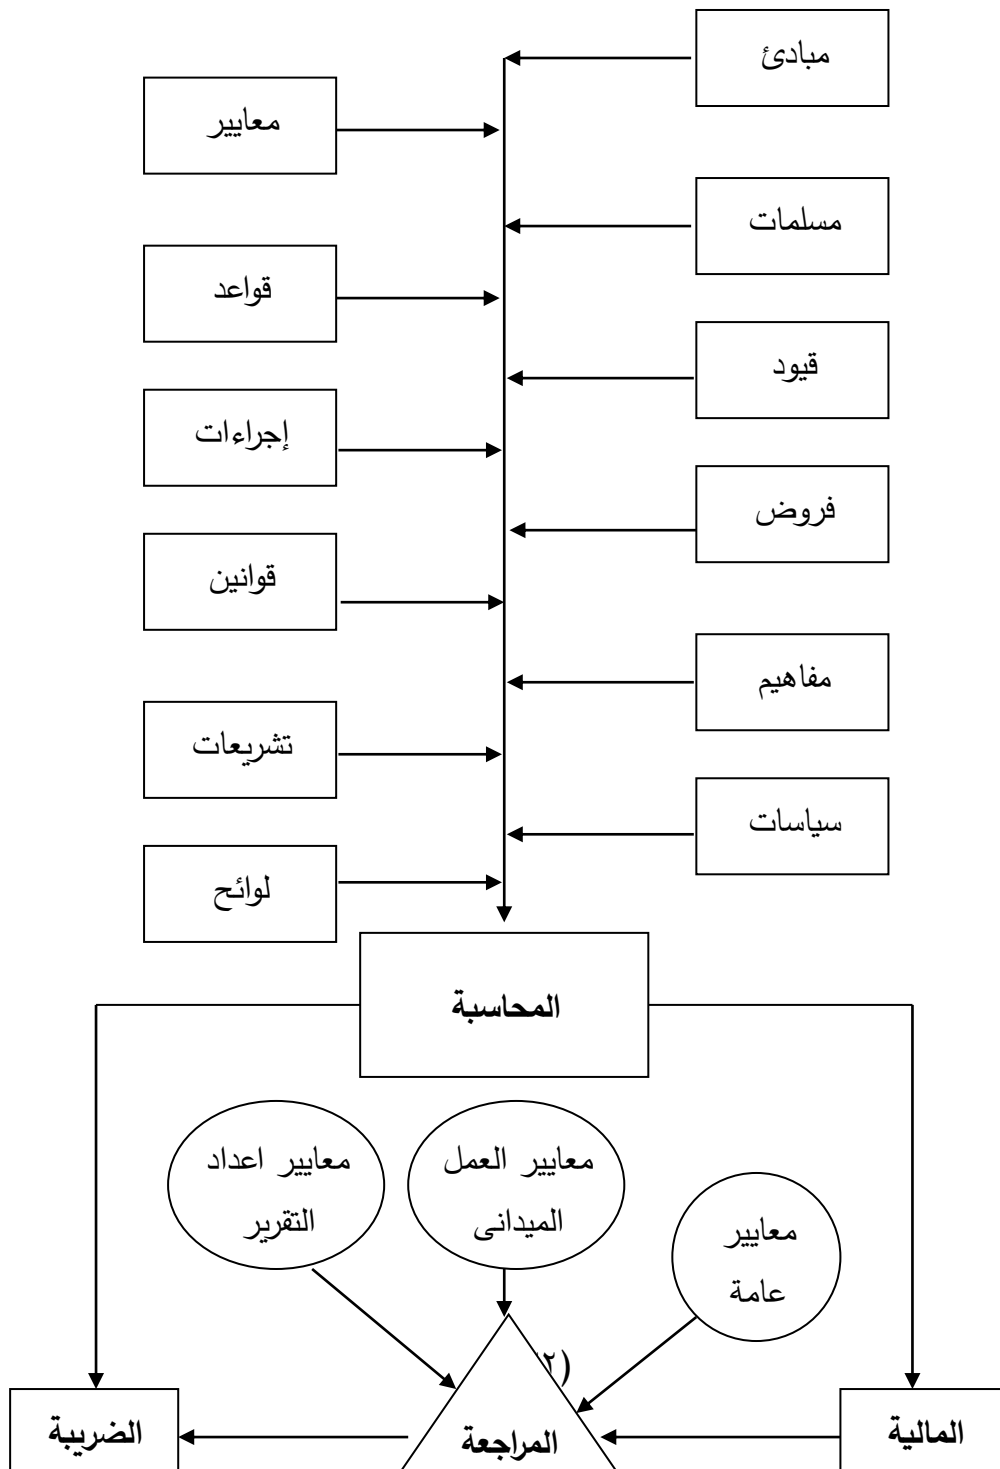 مبادئ
معايير
مسلمات
قواعد
قيود
إجراءات
فروض
قوانين
مفاهيم
تشريعات
سياسات
لوائح
المحاسبة
معايير اعداد
التقرير
معايير العمل
الميدانى
معايير
عامة
٢)
المالية
المراجعة
الضريبة